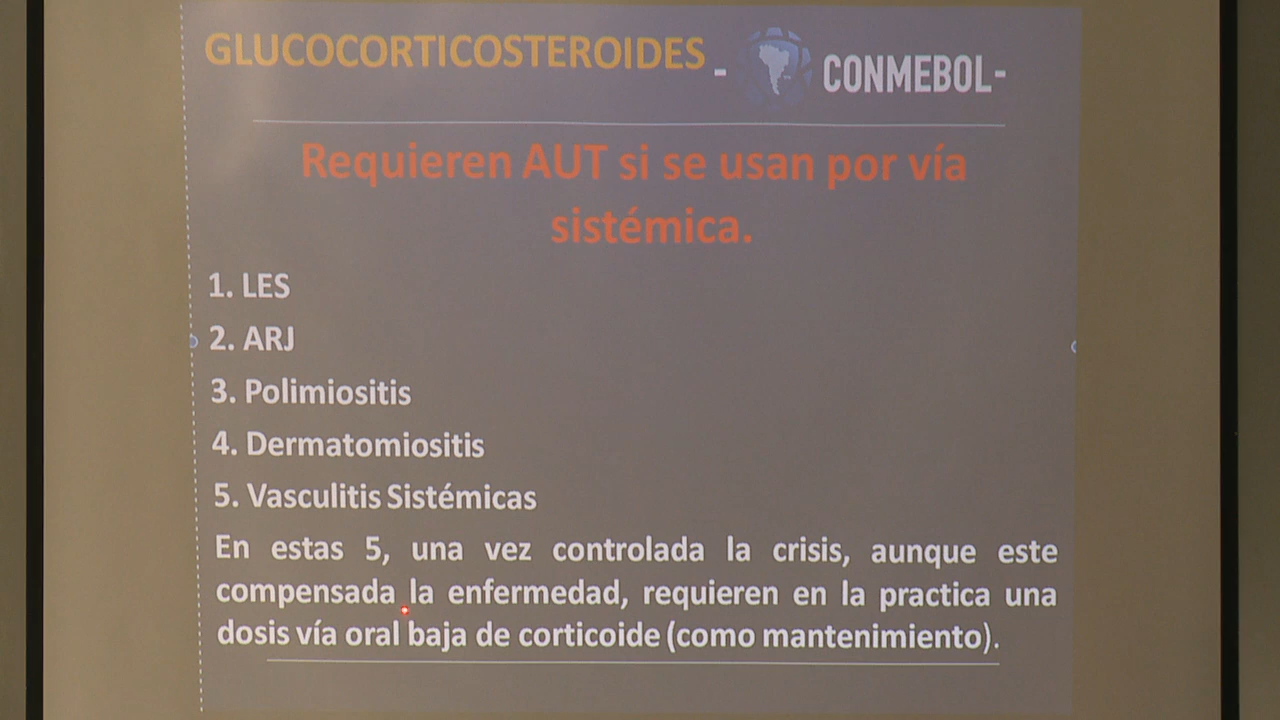 GLUCOCORTICOSTEROIDES
- CONMEBOL-
Requieren AUT si se usan por vía
sistémica.
1. LES
2. ARJ
3. Polimiositis
4. Dermatomiositis
5. Vasculitis Sistémicas
En estas 5, una vez controlada la crisis, aunque este
compensada la enfermedad, requieren en la practica una
dosis vía oral baja de corticoide (como mantenimiento).